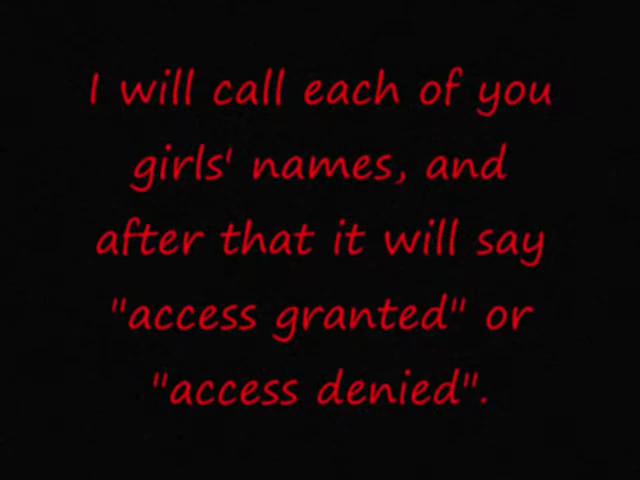 I will call each of you
girls' names, and
after that it will say
"access granted" or
"access denied".